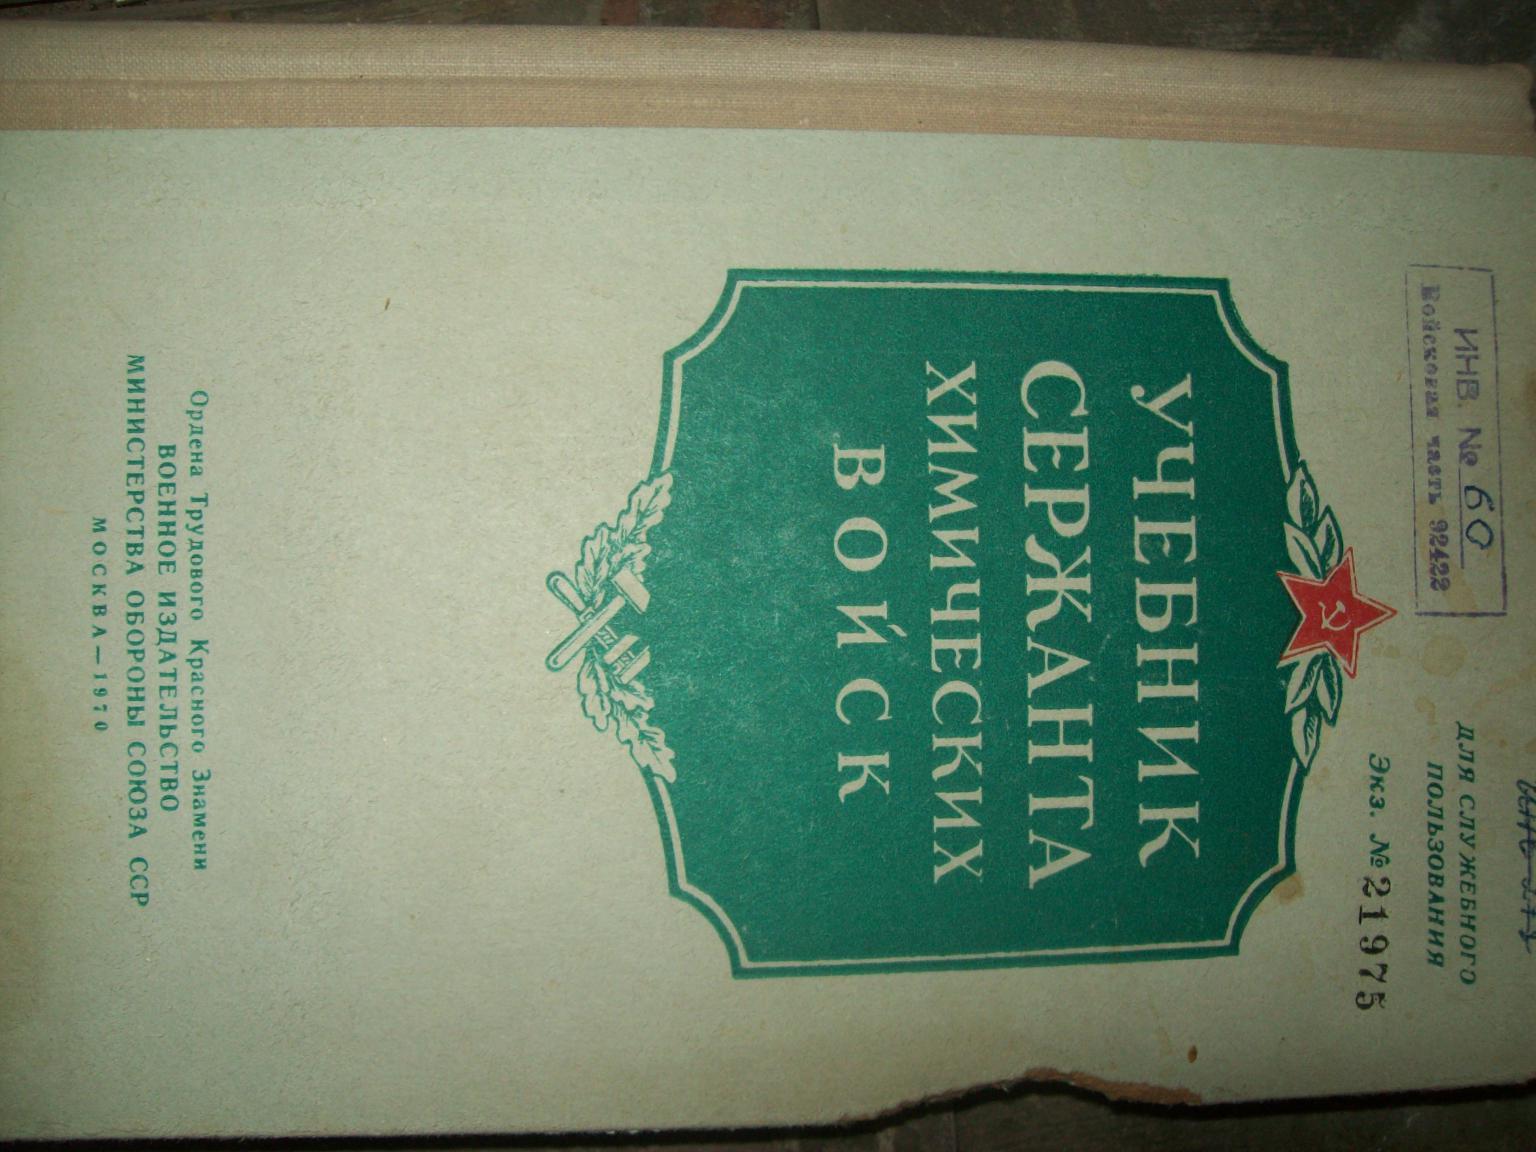 ДЛЯ СЛУЖЕБНОГО
ПОЛЬЗОВАНИЯ
Экз. № 21975
ИНВ. № 60
Войсковая часть 92422
УЧЕБНИК
СЕРЖАНТА
ХИМИЧЕСКИХ
ВОЙСК
Ордена Трудового Красного Знамени
ВОЕННОЕ ИЗДАТЕЛЬСТВО
МИНИСТЕРСТВА ОБОРОНЫ СОЮЗА ССР
МОСКВА — 1970